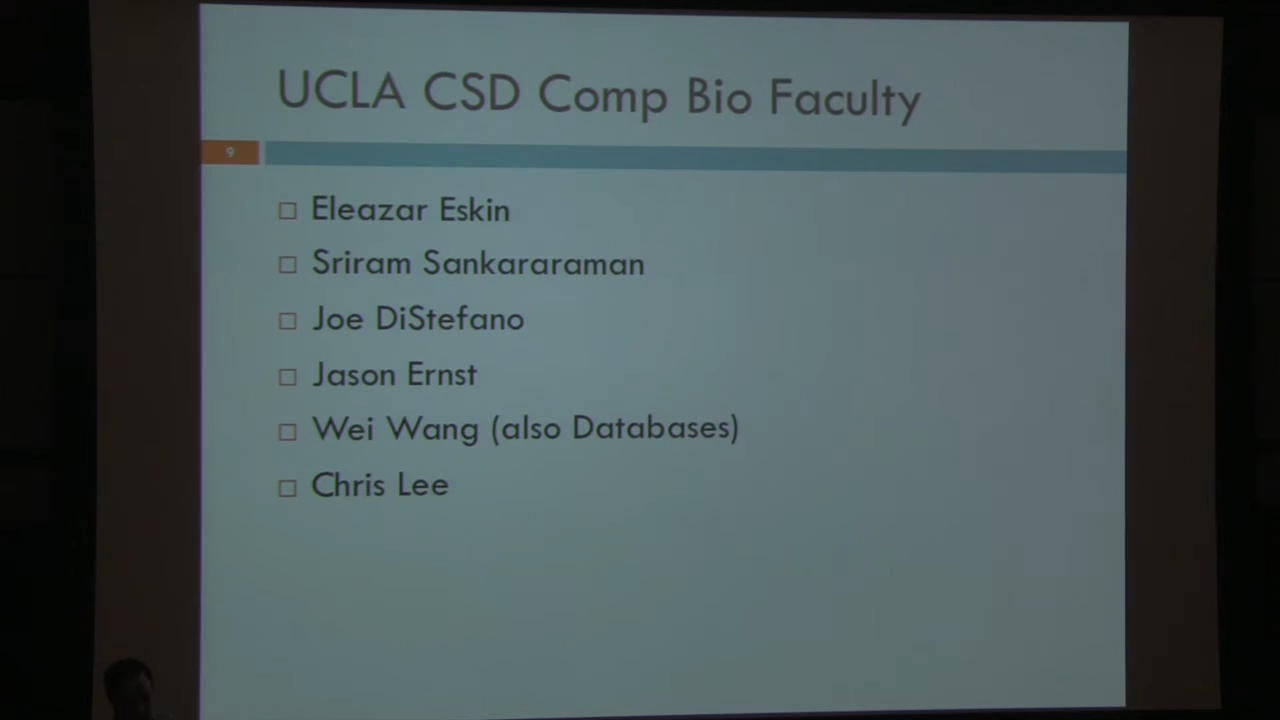 UCLA CSD Comp Bio Faculty
9
□ Eleazar Eskin
□ Sriram Sankararaman
□ Joe DiStefano
□ Jason Ernst
□ Wei Wang (also Databases)
□ Chris Lee